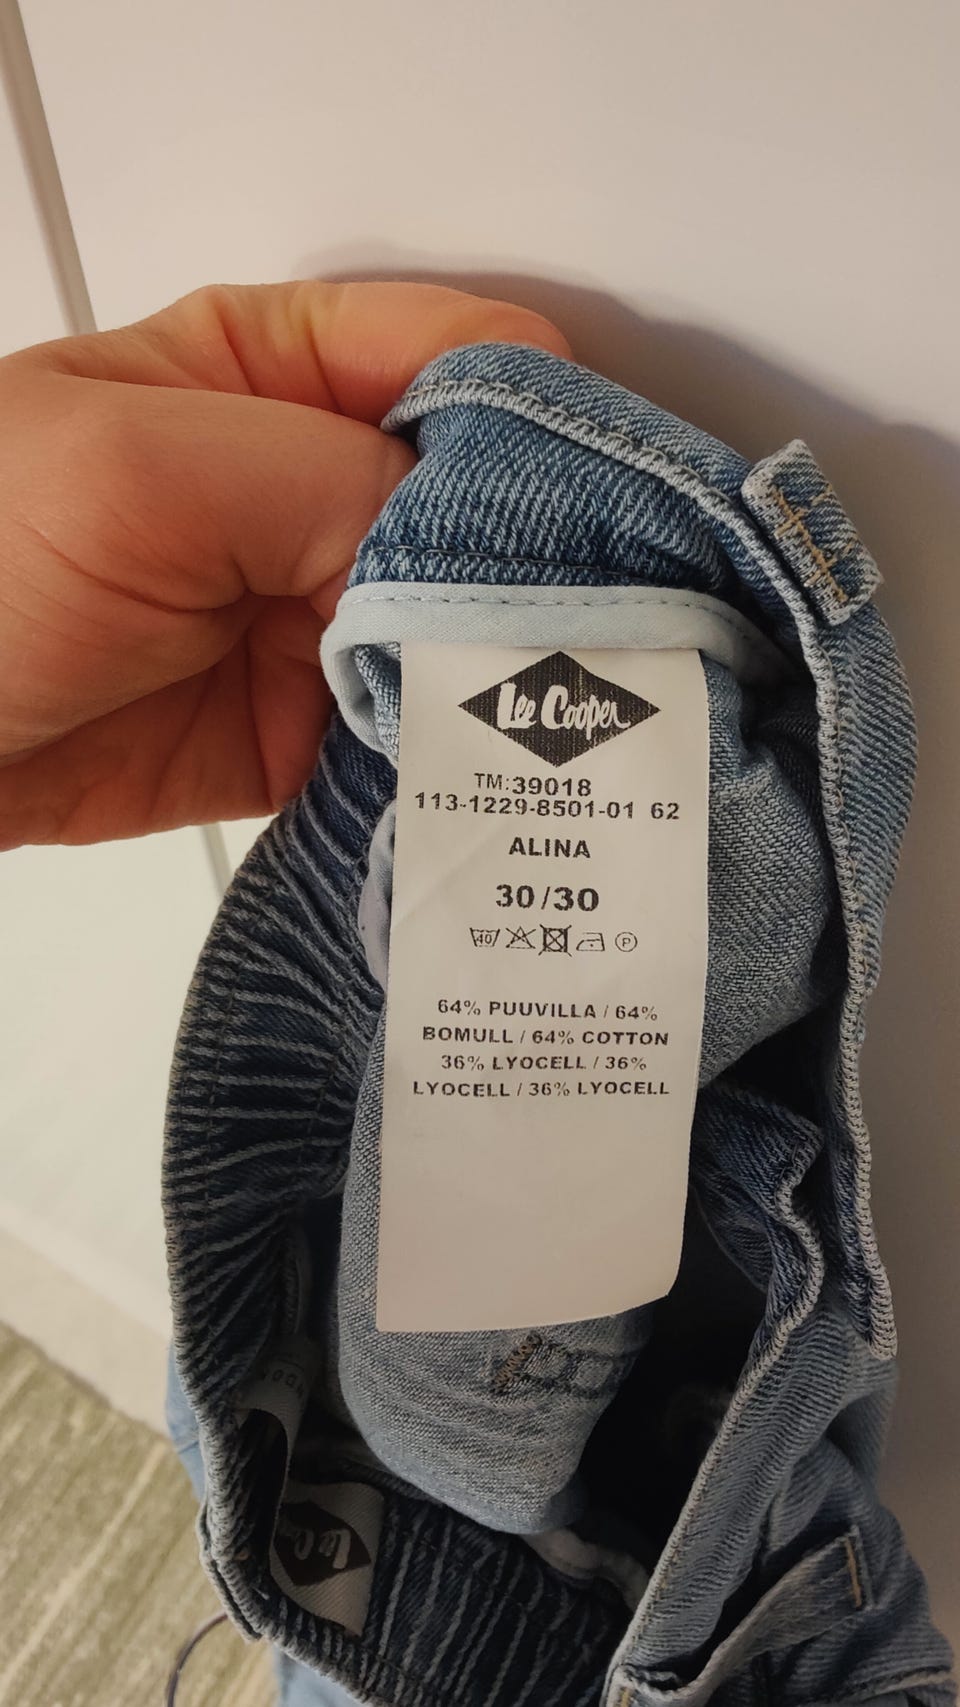 Lee Cooper
TM:39018
113-1229-8501-01 62
ALINA
30/30
40 P
64% PUUVILLA / 64%
BOMULL / 64% COTTON
36% LYOCELL / 36%
LYOCELL / 36% LYOCELL